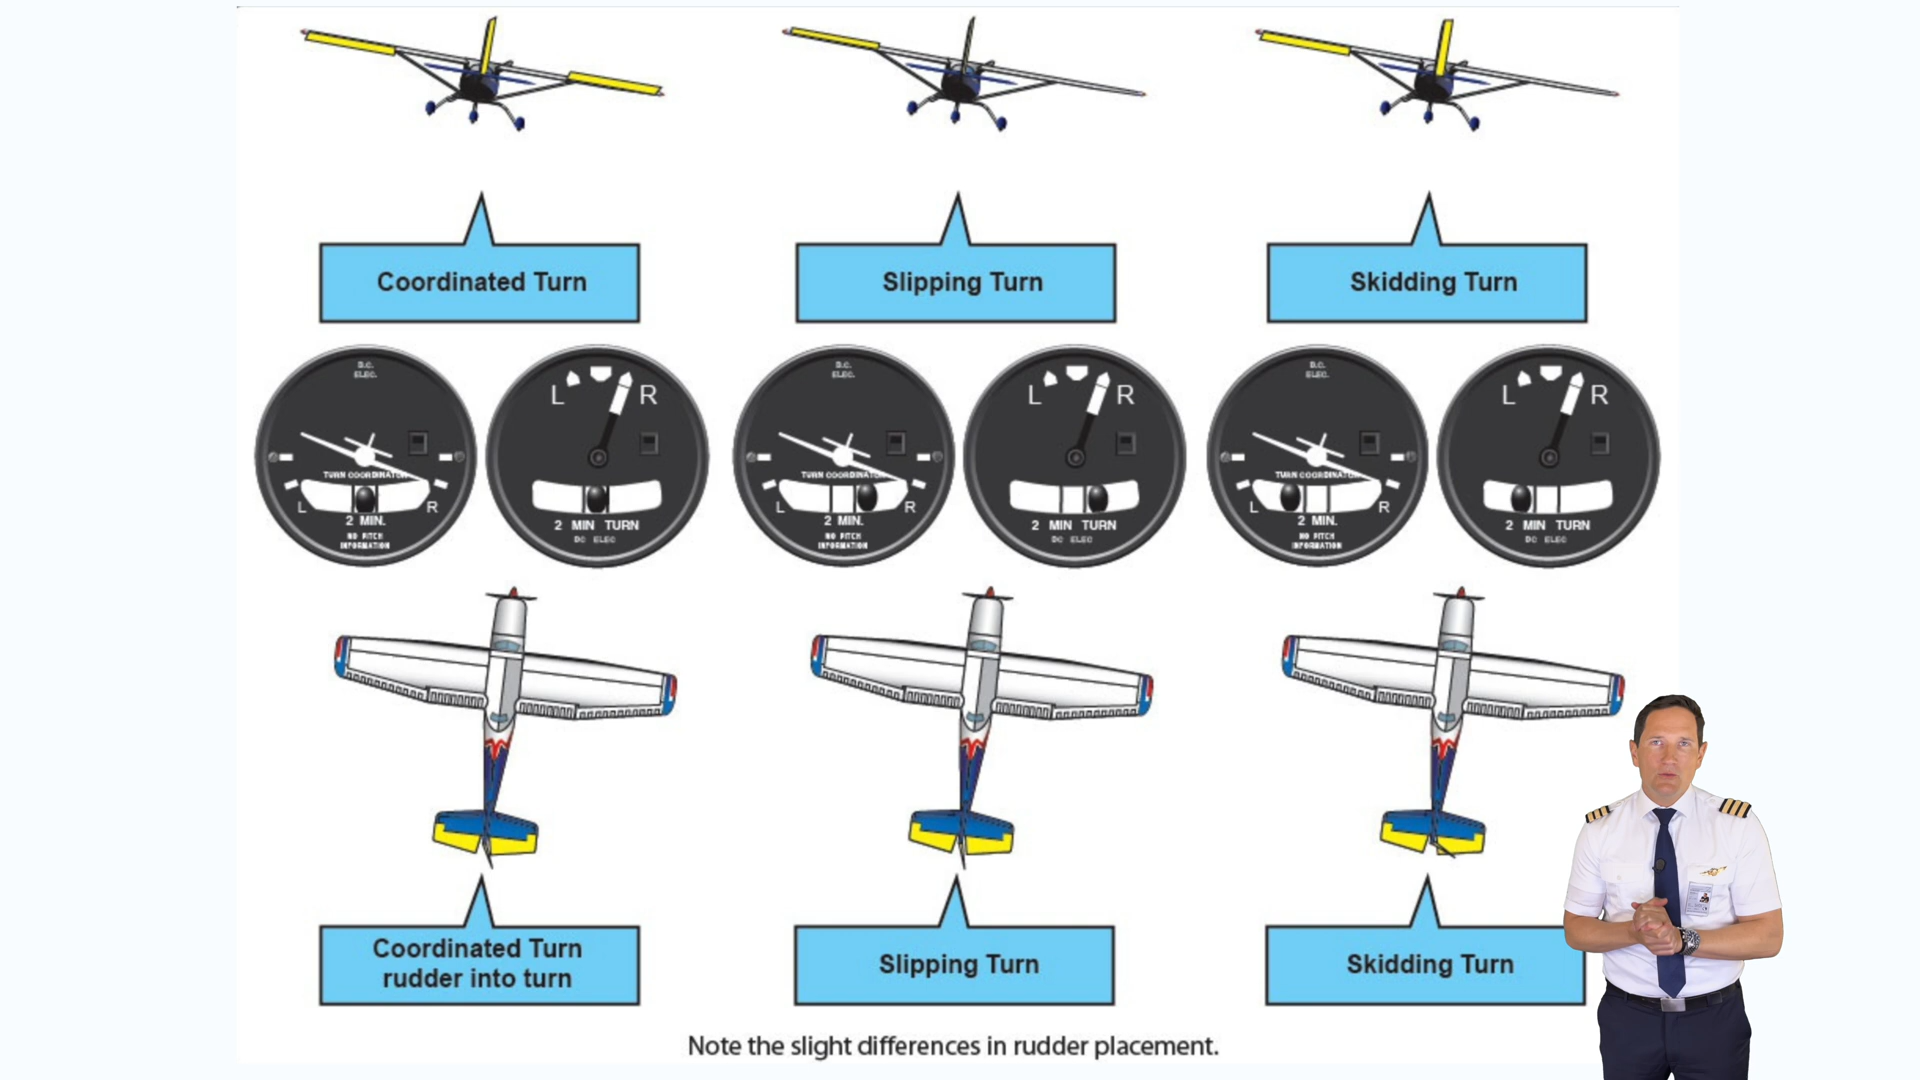 Coordinated Turn
Slipping Turn
Skidding Turn
D.C.
ELEC.
TURN COORDINATOR
L
R
2 MIN.
NO PITCH
INFORMATION
L
R
2 MIN TURN
DC ELEC
D.C.
ELEC.
TURN COORDINATOR
L
R
2 MIN.
NO PITCH
INFORMATION
L
R
2 MIN TURN
DC ELEC
D.C.
ELEC.
TURN COORDINATOR
L
R
2 MIN.
NO PITCH
INFORMATION
L
R
2 MIN TURN
DC ELEC
Coordinated Turn
rudder into turn
Slipping Turn
Skidding Turn
Note the slight differences in rudder placement.